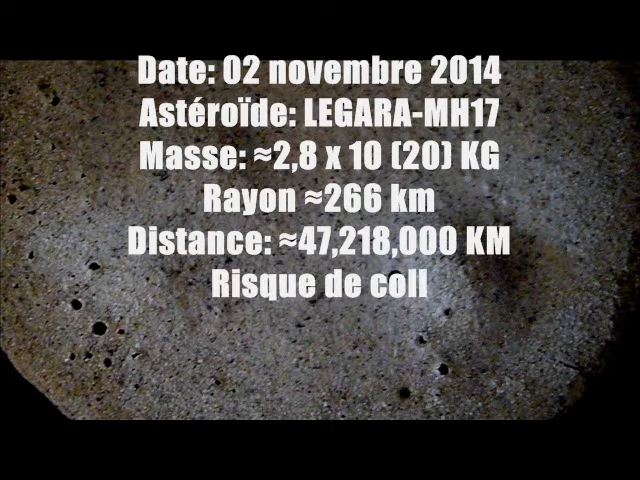 Date: 02 novembre 2014
Astéroïde: LEGARA-MH17
Masse: ≈2,8 x 10 (20) KG
Rayon ≈266 km
Distance: ≈47,218,000 KM
Risque de coll